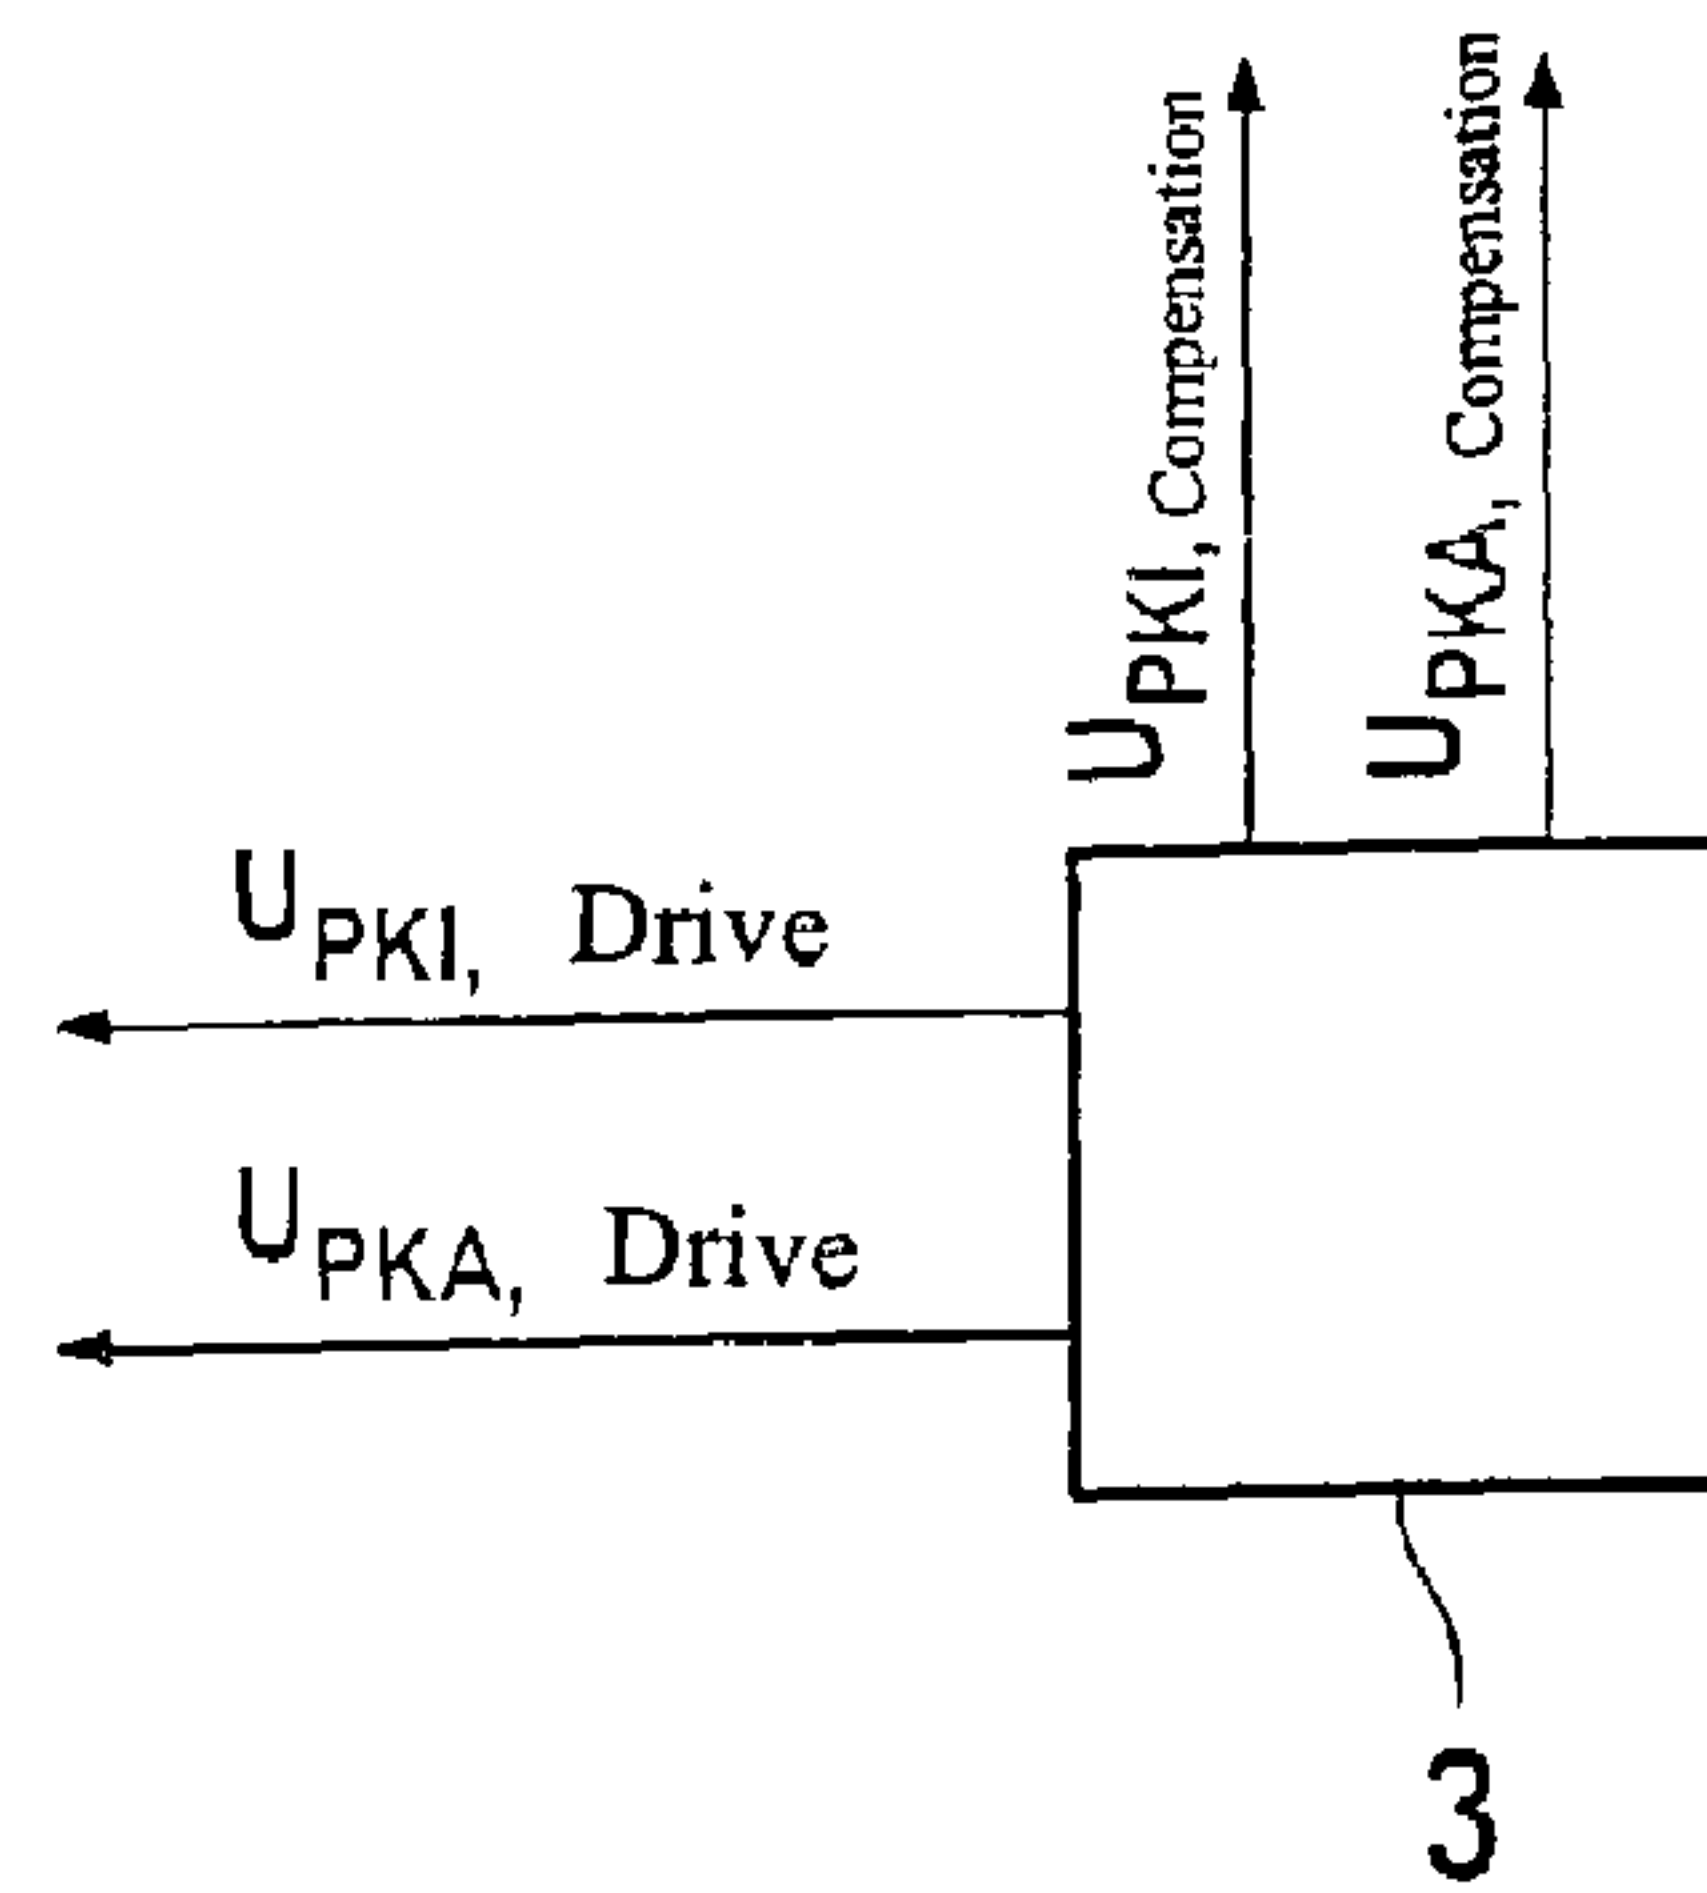 UPKI, Compensation
UPKA, Compensation
UPKI, Drive
UPKA, Drive
3